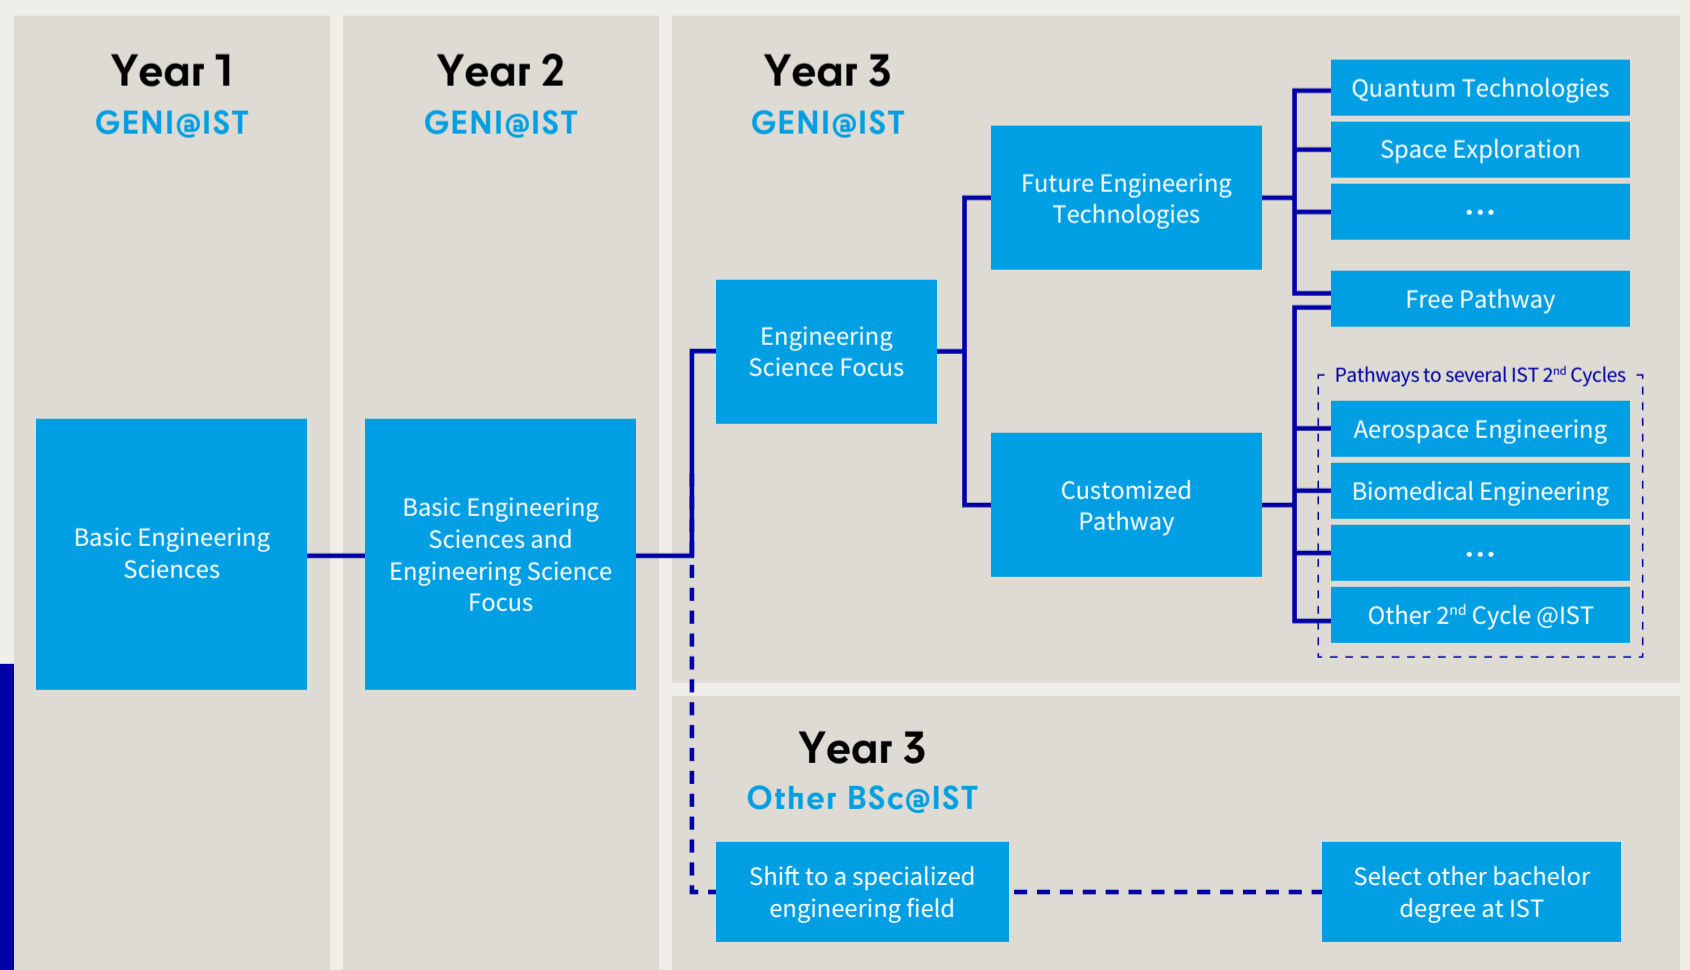 Year 1
GENI@IST
Basic Engineering
Sciences
Year 2
GENI@IST
Basic Engineering
Sciences and
Engineering Science
Focus
Year 3
GENI@IST
Engineering
Science Focus
Future Engineering
Technologies
Customized
Pathway
Quantum Technologies
Space Exploration
...
Free Pathway
Pathways to several IST 2nd Cycles
Aerospace Engineering
Biomedical Engineering
...
Other 2nd Cycle @IST
Year 3
Other BSc@IST
Shift to a specialized
engineering field
Select other bachelor
degree at IST